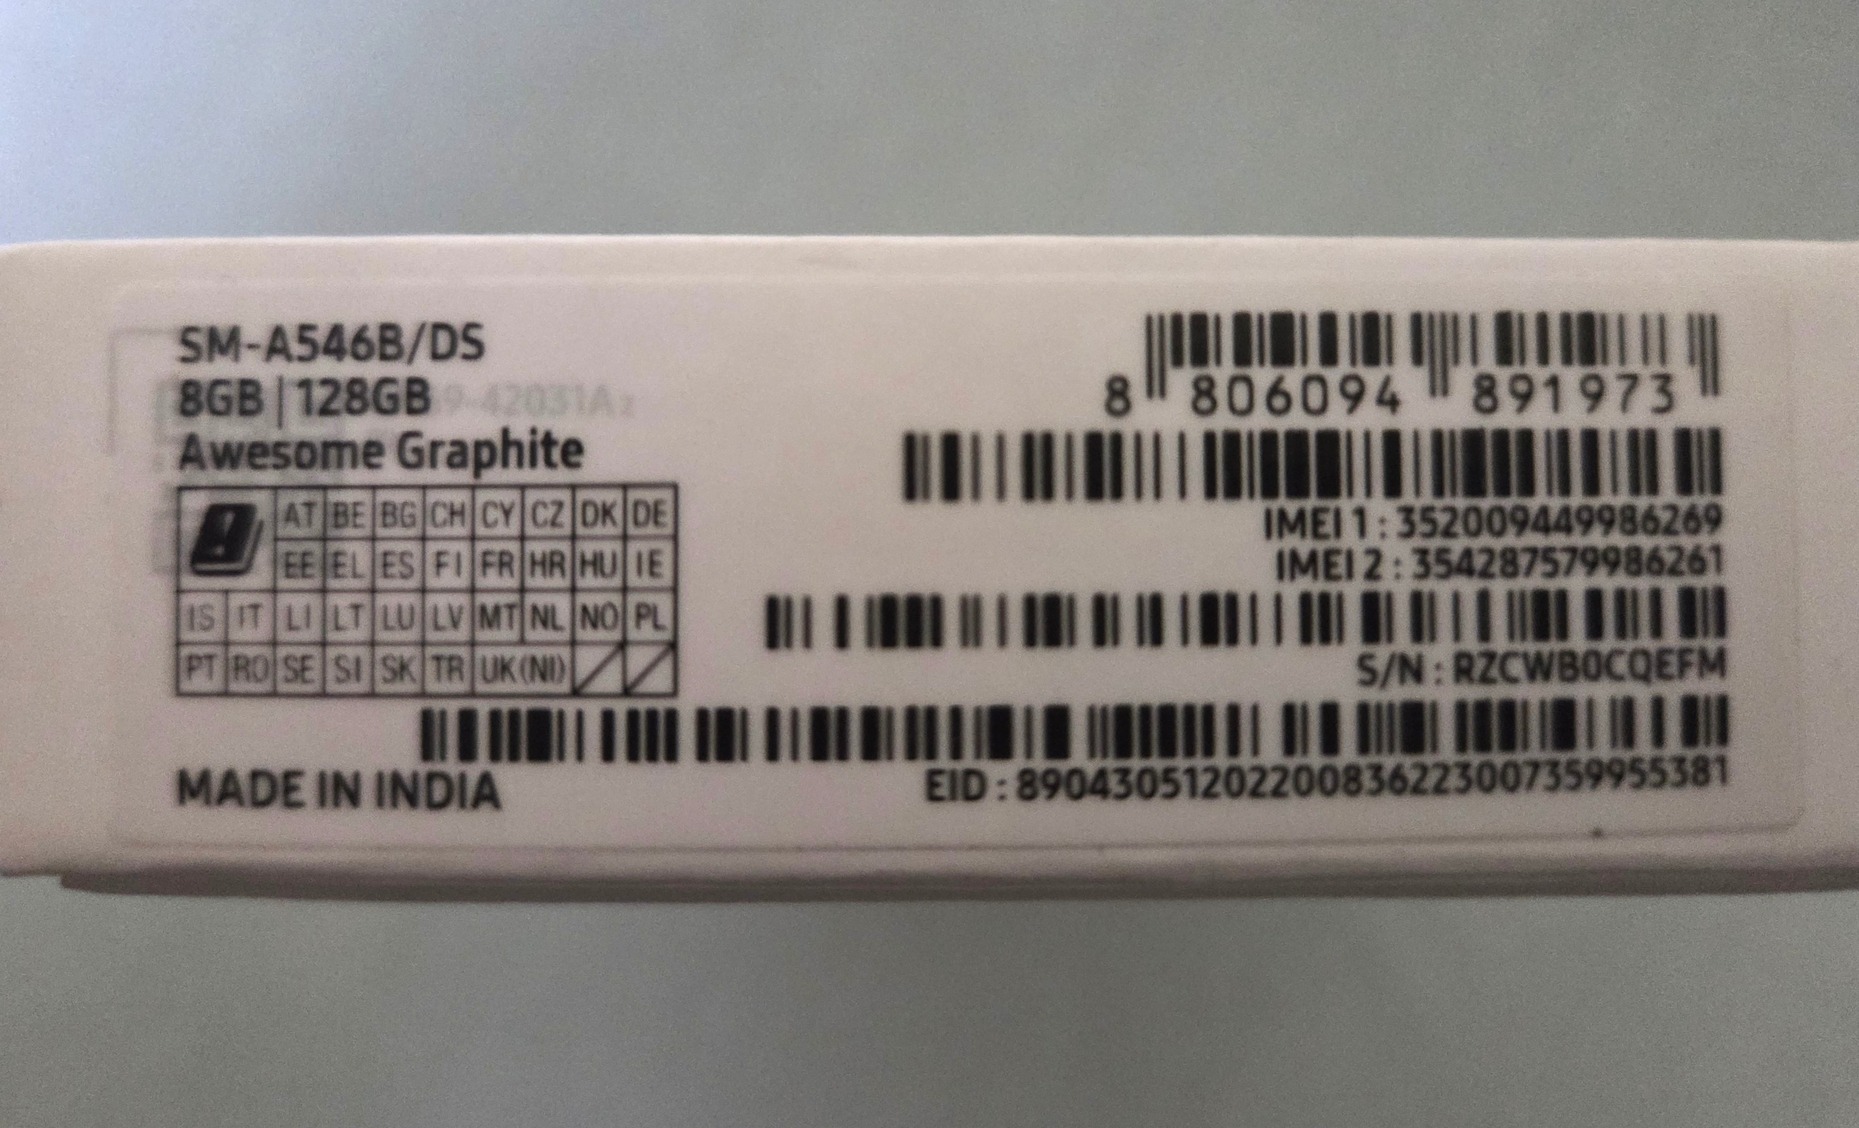 SM-A546B/DS
8GB | 128GB
Awesome Graphite
AT BE BG CH CY CZ DK DE
EE EL ES FI FR HR HU IE
IS IT LI LT LU LV MT NL NO PL
PT RO SE SI SK TR UK(NI)
MADE IN INDIA
8 806094 891973
IMEI 1 : 352009449986269
IMEI 2 : 354287579986261
S/N : RZCWB0CQEFM
EID : 89043051202200836223007359955381